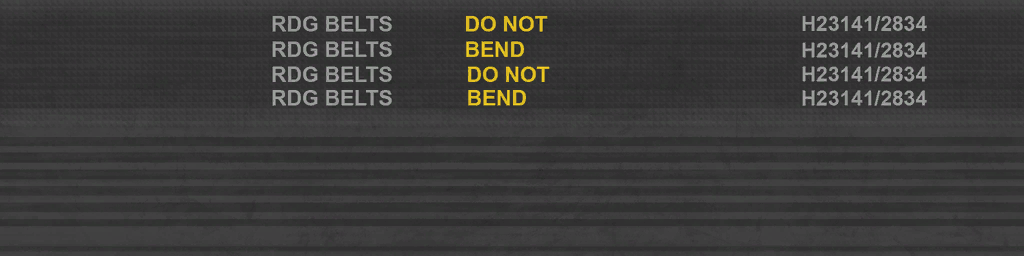 RDG BELTS DO NOT H23141/2834
RDG BELTS BEND H23141/2834
RDG BELTS DO NOT H23141/2834
RDG BELTS BEND H23141/2834